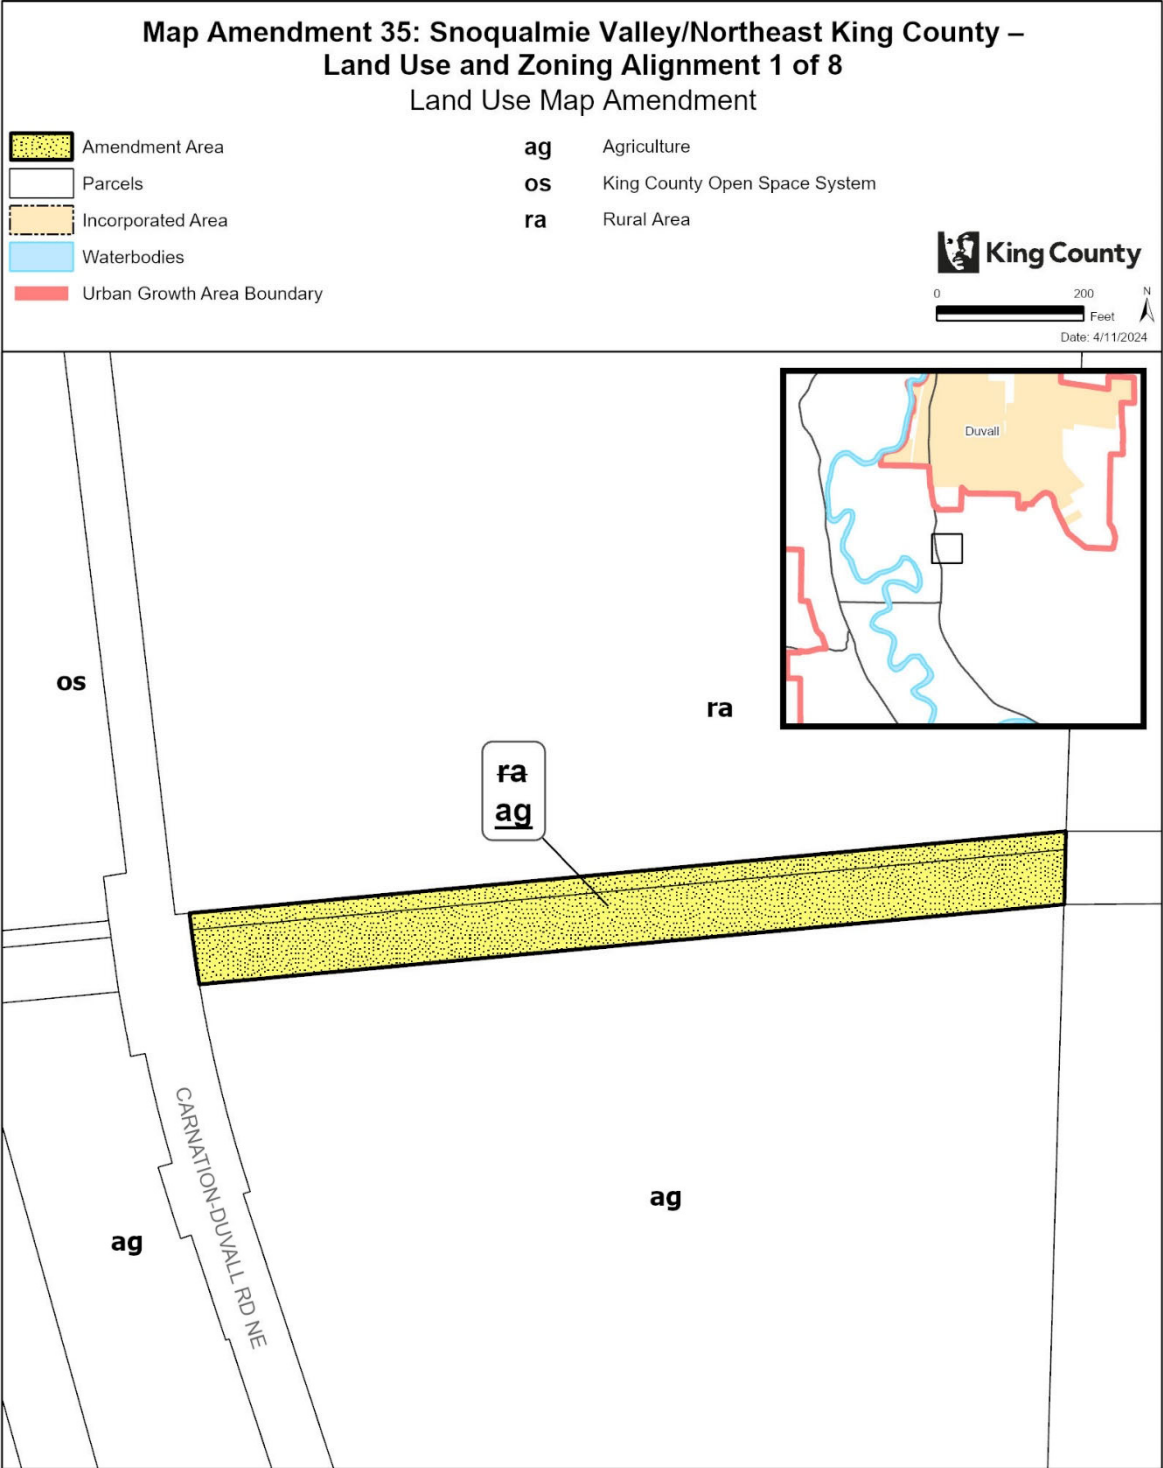 Map Amendment 35: Snoqualmie Valley/Northeast King County –
Land Use and Zoning Alignment 1 of 8
Land Use Map Amendment
Amendment Area
Parcels
Incorporated Area
Waterbodies
Urban Growth Area Boundary
ag Agriculture
os King County Open Space System
ra Rural Area
King County
0 200
Feet
N
Date: 4/11/2024
Duvall
os
ra
ra
ag
CARNATION-DUVALL RD NE
ag
ag